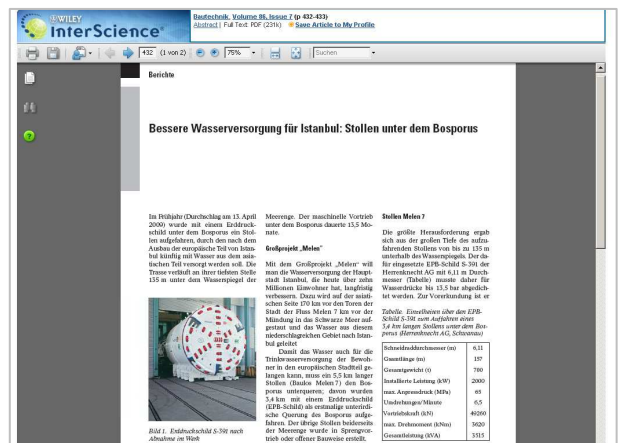 WILEY
InterScience®
Bautechnik, Volume 86, Issue 7 (p 432-433)
Abstract | Full Text: PDF (231k) Save Article to My Profile
432 (1 von 2) 75% Suchen
Berichte
Bessere Wasserversorgung für Istanbul: Stollen unter dem Bosporus
Im Frühjahr (Durchschlag am 13. April
2009) wurde mit einem Erddruck-
schild unter dem Bosporus ein Stol-
len aufgefahren, durch den nach dem
Ausbau der europäische Teil von Istan-
bul künftig mit Wasser aus dem asia-
tischen Teil versorgt werden soll. Die
Trasse verläuft an ihrer tiefsten Stelle
135 m unter dem Wasserspiegel der
Bild 1. Erddruckschild S-391 nach
Abnahme im Werk
Meerenge. Der maschinelle Vortrieb
unter dem Bosporus dauerte 13,5 Mo-
nate.
Großprojekt „Melen“
Mit dem Großprojekt „Melen“ will
man die Wasserversorgung der Haupt-
stadt Istanbul, die heute über zehn
Millionen Einwohner hat, langfristig
verbessern. Dazu wird auf der asiati-
schen Seite 170 km vor den Toren der
Stadt der Fluss Melen 7 km vor der
Mündung in das Schwarze Meer auf-
gestaut und das Wasser aus diesem
niederschlagreichen Gebiet nach Istan-
bul geleitet
Damit das Wasser auch für die
Trinkwasserversorgung der Bewoh-
ner in den europäischen Stadtteil ge-
langen kann, muss ein 5,5 km langer
Stollen (Baulos Melen 7) den Bos-
porus unterqueren; davon wurden
3,4 km mit einem Erddruckschild
(EPB-Schild) als erstmalige unterirdi-
sche Querung des Bosporus aufge-
fahren. Der übrige Stollen beiderseits
der Meerenge wurde in Sprengvor-
trieb oder offener Bauweise erstellt.
Stollen Melen 7
Die größte Herausforderung ergab
sich aus der großen Tiefe des aufzu-
fahrenden Stollens von bis zu 135 m
unterhalb des Wasserspiegels. Der da-
für eingesetzte EPB-Schild S-391 der
Herrenknecht AG mit 6,11 m Durch-
messer (Tabelle) musste daher für
Wasserdrücke bis 13,5 bar abgedich-
tet werden. Zur Vorerkundung ist er
Tabelle. Einzelheiten über den EPB-
Schild S-391 zum Auffahren eines
3,4 km langen Stollens unter dem Bos-
porus (Herrenknecht AG, Schwanau)
Schneidraddurchmesser (m) 6,11
Gesamtlänge (m) 157
Gesamtgewicht (t) 780
Installierte Leistung (kW) 2000
max. Anpressdruck (MPa) 65
Umdrehungen/Minute 6,5
Vortriebskraft (kN) 49260
max. Drehmoment (kNm) 3620
Gesamtleistung (kVA) 3515